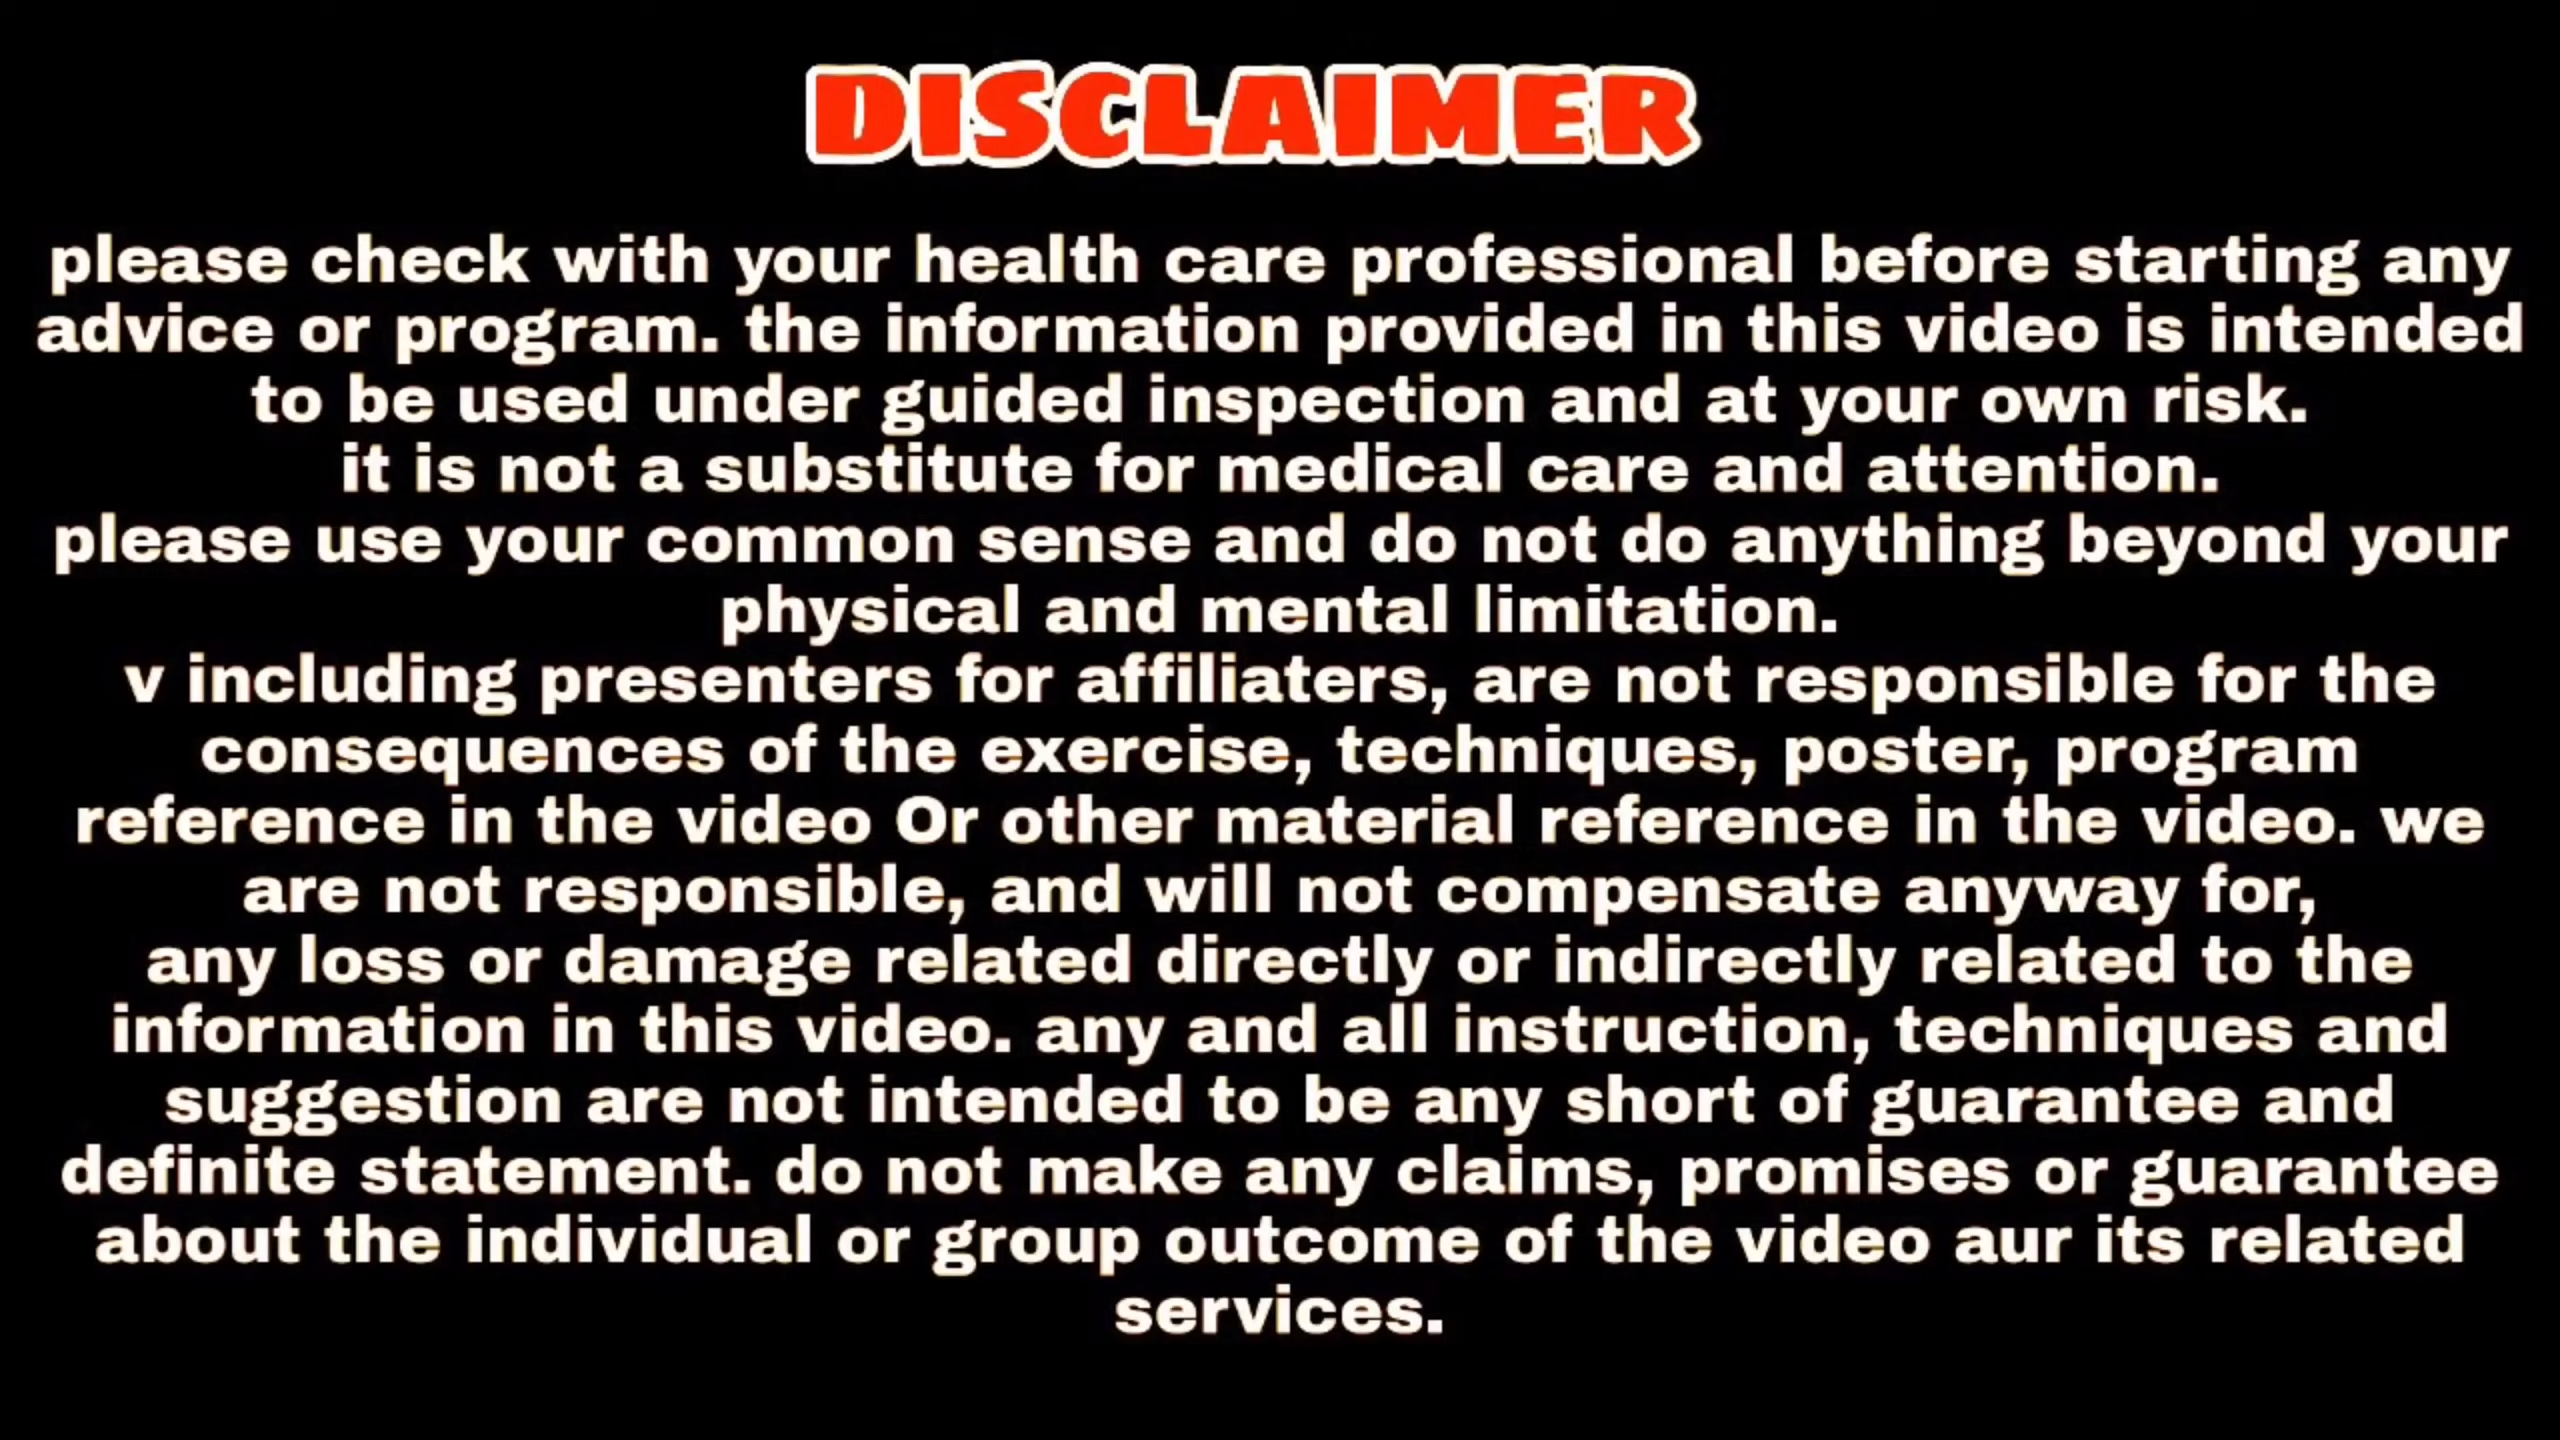 DISCLAIMER
please check with your health care professional before starting any
advice or program. the information provided in this video is intended
to be used under guided inspection and at your own risk.
it is not a substitute for medical care and attention.
please use your common sense and do not do anything beyond your
physical and mental limitation.
v including presenters for affiliaters, are not responsible for the
consequences of the exercise, techniques, poster, program
reference in the video Or other material reference in the video. we
are not responsible, and will not compensate anyway for,
any loss or damage related directly or indirectly related to the
information in this video. any and all instruction, techniques and
suggestion are not intended to be any short of guarantee and
definite statement. do not make any claims, promises or guarantee
about the individual or group outcome of the video aur its related
services.